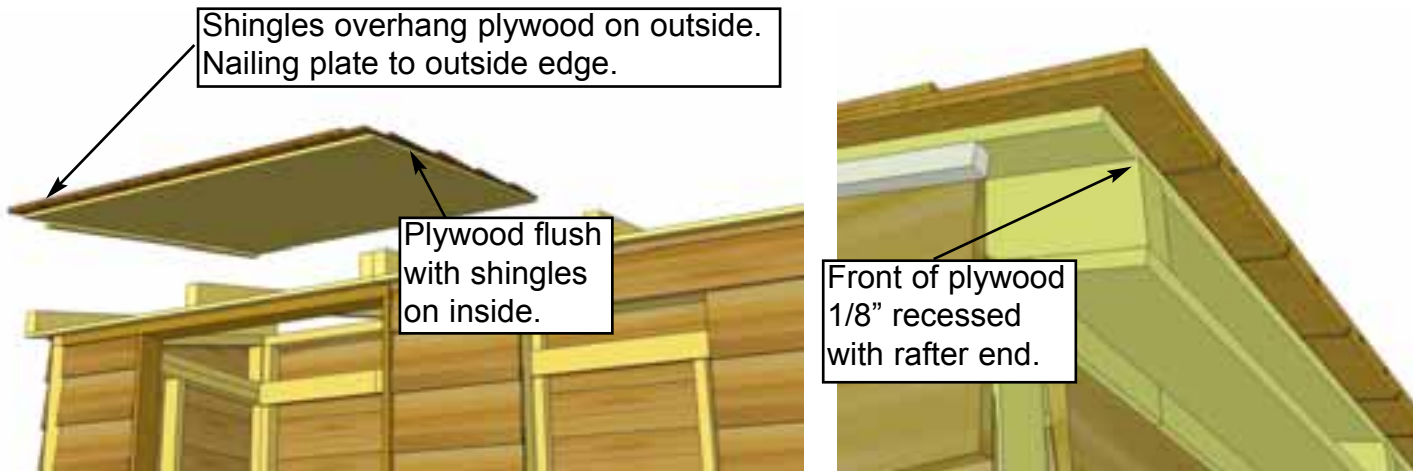 Shingles overhang plywood on outside.
Nailing plate to outside edge.
Plywood flush
with shingles
on inside.
Front of plywood
1/8” recessed
with rafter end.